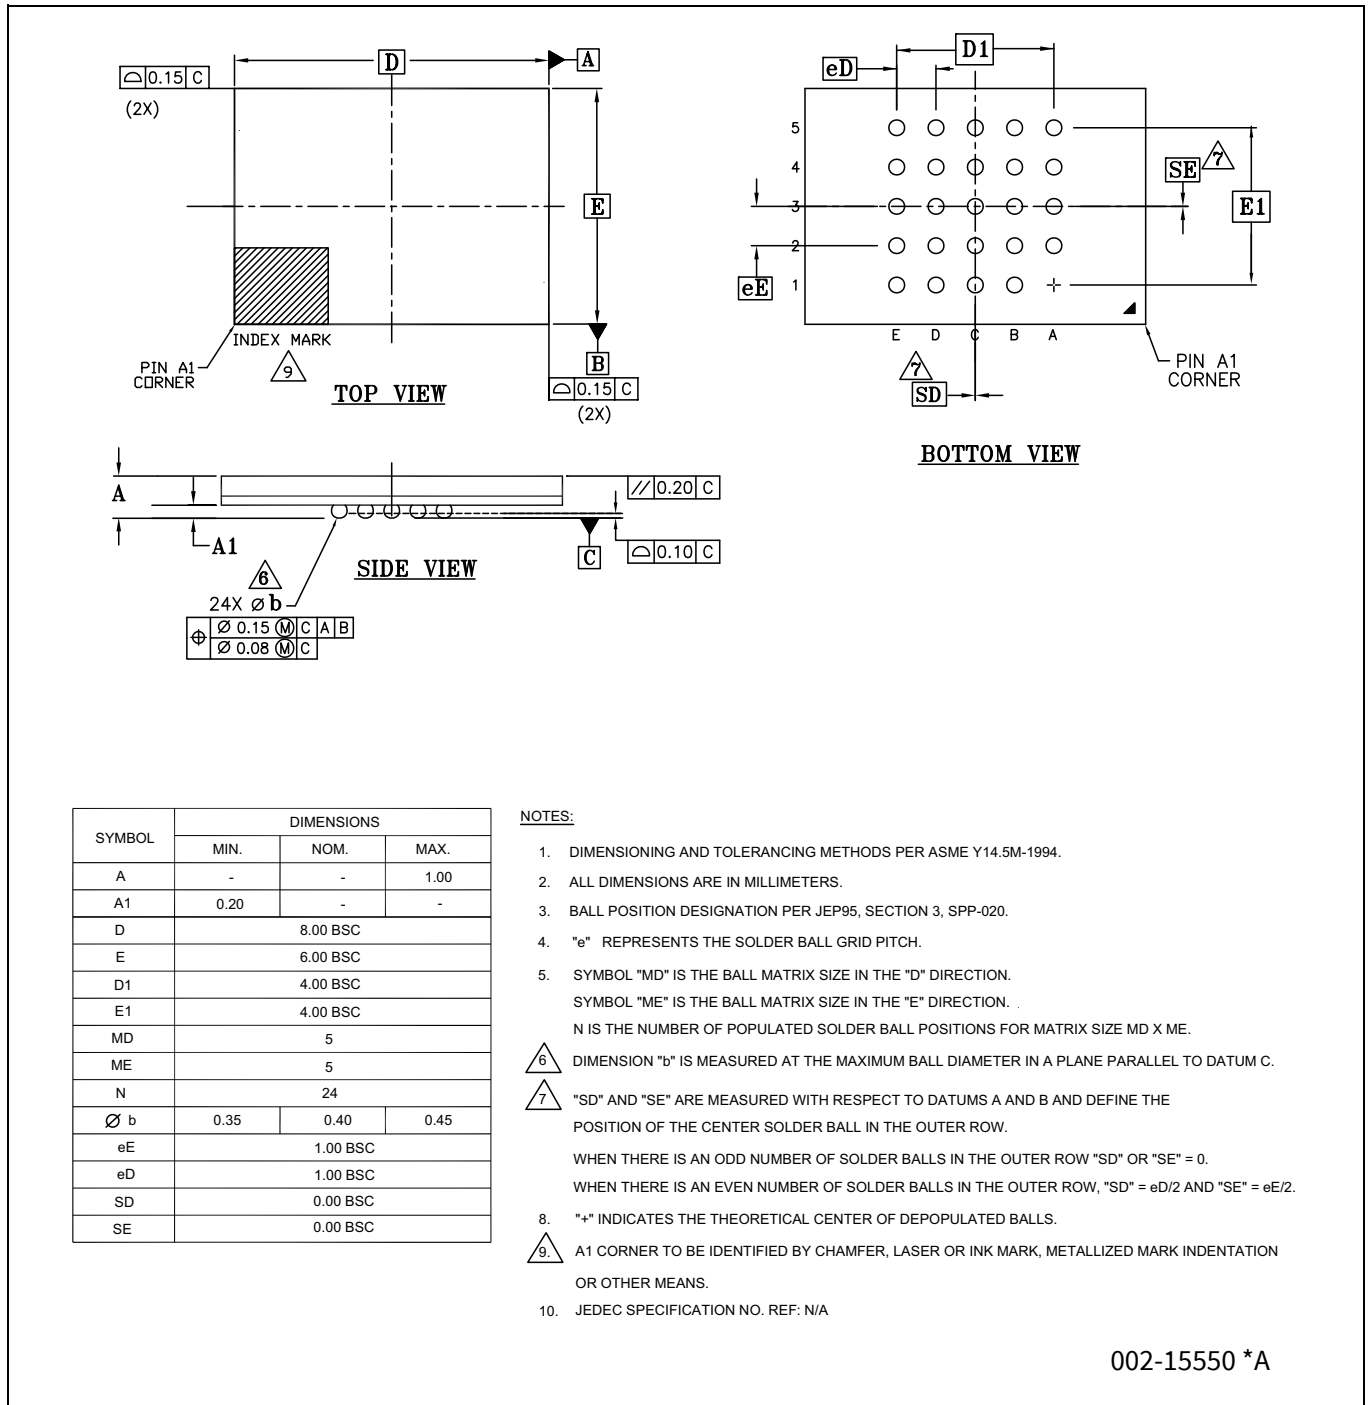 D
A
⌓ 0.15 C
(2X)
E
INDEX MARK
9
PIN A1
CORNER
TOP VIEW
B
⌓ 0.15 C
(2X)
D1
eD
5
4
3
2
1
SE
7
E1
eE
E D C B A
7
SD
PIN A1
CORNER
BOTTOM VIEW
A
A1
// 0.20 C
C
⌓ 0.10 C
SIDE VIEW
6
24X ⌀ b
⌖ ⌀ 0.15 Ⓜ C A B
⌀ 0.08 Ⓜ C
SYMBOL
DIMENSIONS
MIN. NOM. MAX.
A - - 1.00
A1 0.20 - -
D 8.00 BSC
E 6.00 BSC
D1 4.00 BSC
E1 4.00 BSC
MD 5
ME 5
N 24
⌀ b 0.35 0.40 0.45
eE 1.00 BSC
eD 1.00 BSC
SD 0.00 BSC
SE 0.00 BSC
NOTES:
1. DIMENSIONING AND TOLERANCING METHODS PER ASME Y14.5M-1994.
2. ALL DIMENSIONS ARE IN MILLIMETERS.
3. BALL POSITION DESIGNATION PER JEP95, SECTION 3, SPP-020.
4. "e" REPRESENTS THE SOLDER BALL GRID PITCH.
5. SYMBOL "MD" IS THE BALL MATRIX SIZE IN THE "D" DIRECTION.
SYMBOL "ME" IS THE BALL MATRIX SIZE IN THE "E" DIRECTION.
N IS THE NUMBER OF POPULATED SOLDER BALL POSITIONS FOR MATRIX SIZE MD X ME.
6 DIMENSION "b" IS MEASURED AT THE MAXIMUM BALL DIAMETER IN A PLANE PARALLEL TO DATUM C.
7 "SD" AND "SE" ARE MEASURED WITH RESPECT TO DATUMS A AND B AND DEFINE THE
POSITION OF THE CENTER SOLDER BALL IN THE OUTER ROW.
WHEN THERE IS AN ODD NUMBER OF SOLDER BALLS IN THE OUTER ROW "SD" OR "SE" = 0.
WHEN THERE IS AN EVEN NUMBER OF SOLDER BALLS IN THE OUTER ROW, "SD" = eD/2 AND "SE" = eE/2.
8. "+" INDICATES THE THEORETICAL CENTER OF DEPOPULATED BALLS.
9. A1 CORNER TO BE IDENTIFIED BY CHAMFER, LASER OR INK MARK, METALLIZED MARK INDENTATION
OR OTHER MEANS.
10. JEDEC SPECIFICATION NO. REF: N/A
002-15550 *A